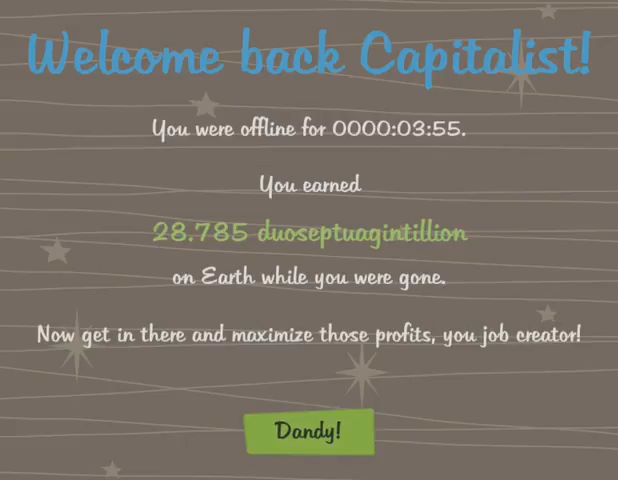 Welcome back Capitalist!
You were offline for 0000:03:55.
You earned
28.785 duoseptuagintillion
on Earth while you were gone.
Now get in there and maximize those profits, you job creator!
Dandy!